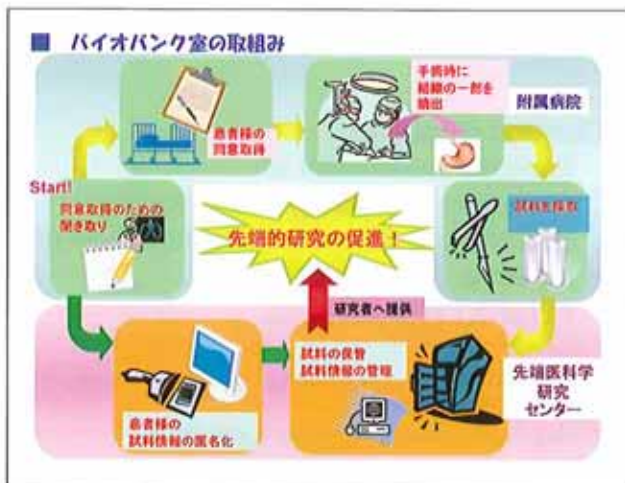 バイオバンク室の取組み
患者様の
同意取得
手術時に
組織の一部を
摘出
附属病院
Start!
同意取得のための
聞き取り
先端的研究の促進！
試料を採取
研究者へ提供
試料の保管
試料情報の管理
先端医科学
研究
センター
患者様の
試料情報の匿名化